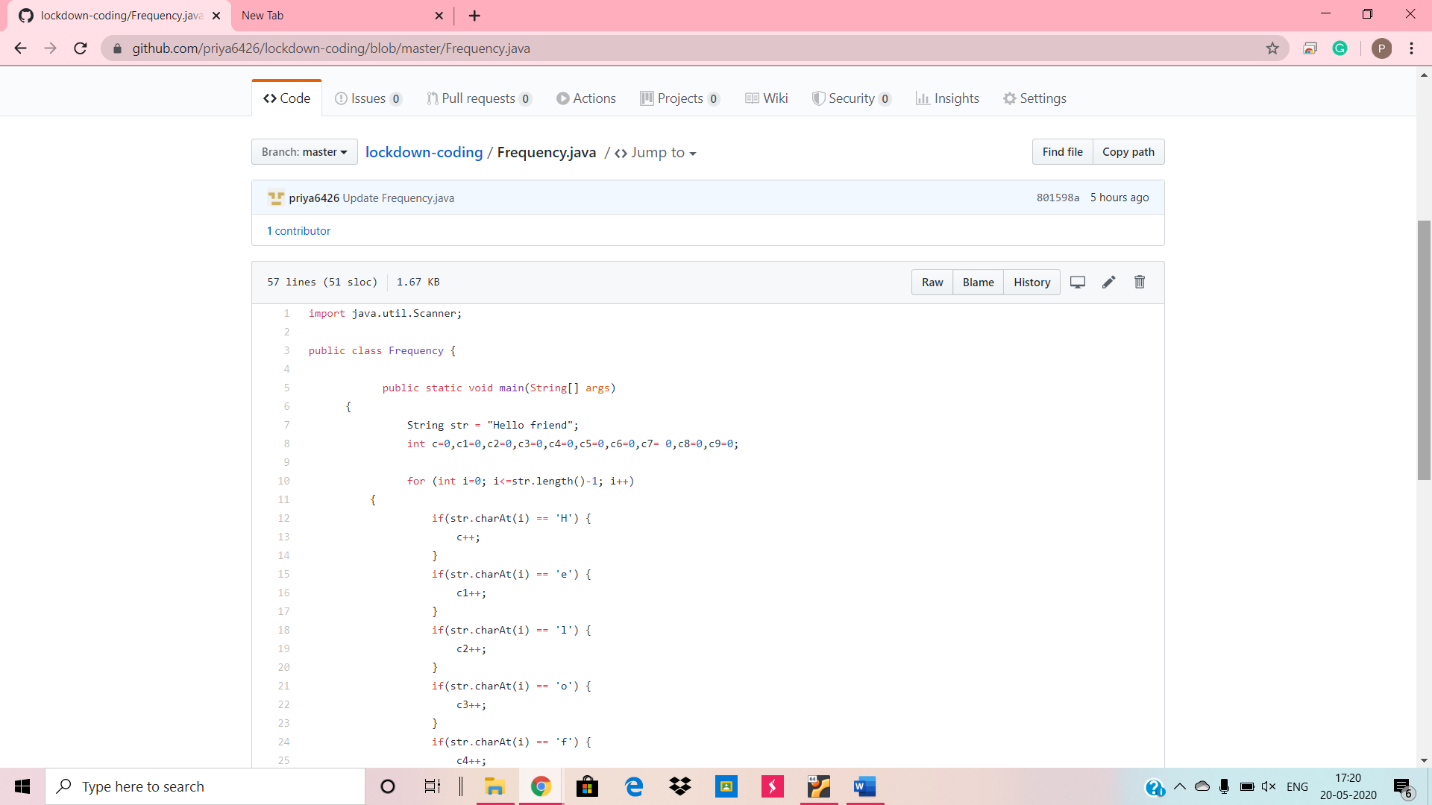 lockdown-coding/Frequency.java
New Tab
github.com/priya6426/lockdown-coding/blob/master/Frequency.java
P
Code
Issues 0
Pull requests 0
Actions
Projects 0
Wiki
Security 0
Insights
Settings
Branch: master
lockdown-coding / Frequency.java / <> Jump to
Find file
Copy path
priya6426 Update Frequency.java
801598a 5 hours ago
1 contributor
57 lines (51 sloc) 1.67 KB
Raw
Blame
History
1 import java.util.Scanner;
2
3 public class Frequency {
4
5 public static void main(String[] args)
6 {
7 String str = "Hello friend";
8 int c=0,c1=0,c2=0,c3=0,c4=0,c5=0,c6=0,c7= 0,c8=0,c9=0;
9
10 for (int i=0; i<=str.length()-1; i++)
11 {
12 if(str.charAt(i) == 'H') {
13 c++;
14 }
15 if(str.charAt(i) == 'e') {
16 c1++;
17 }
18 if(str.charAt(i) == 'l') {
19 c2++;
20 }
21 if(str.charAt(i) == 'o') {
22 c3++;
23 }
24 if(str.charAt(i) == 'f') {
25 c4++;
Type here to search
ENG
17:20
20-05-2020
6